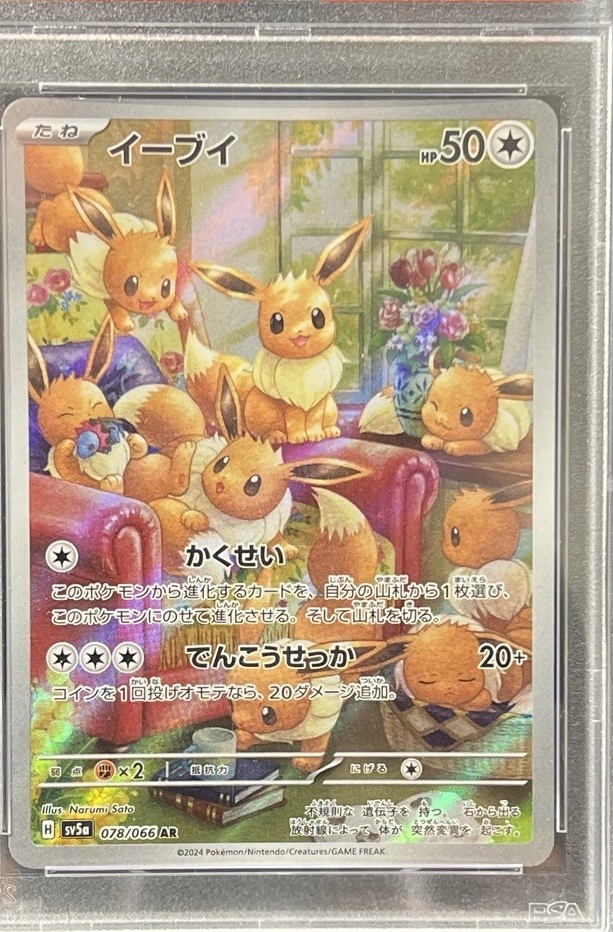 たね
イーブイ
HP50
かくせい
このポケモンから進化するカードを、自分の山札から1枚選び、
このポケモンにのせて進化させる。そして山札を切る。
でんこうせっか 20+
コインを1回投げオモテなら、20ダメージ追加。
弱点 ×2 抵抗力 にげる
Illus. Narumi Sato
不規則な 遺伝子を 持つ。 石から出る
H sv5a 078/066 AR
放射線によって 体が 突然変異を 起こす。
©2024 Pokémon/Nintendo/Creatures/GAME FREAK.
PSA